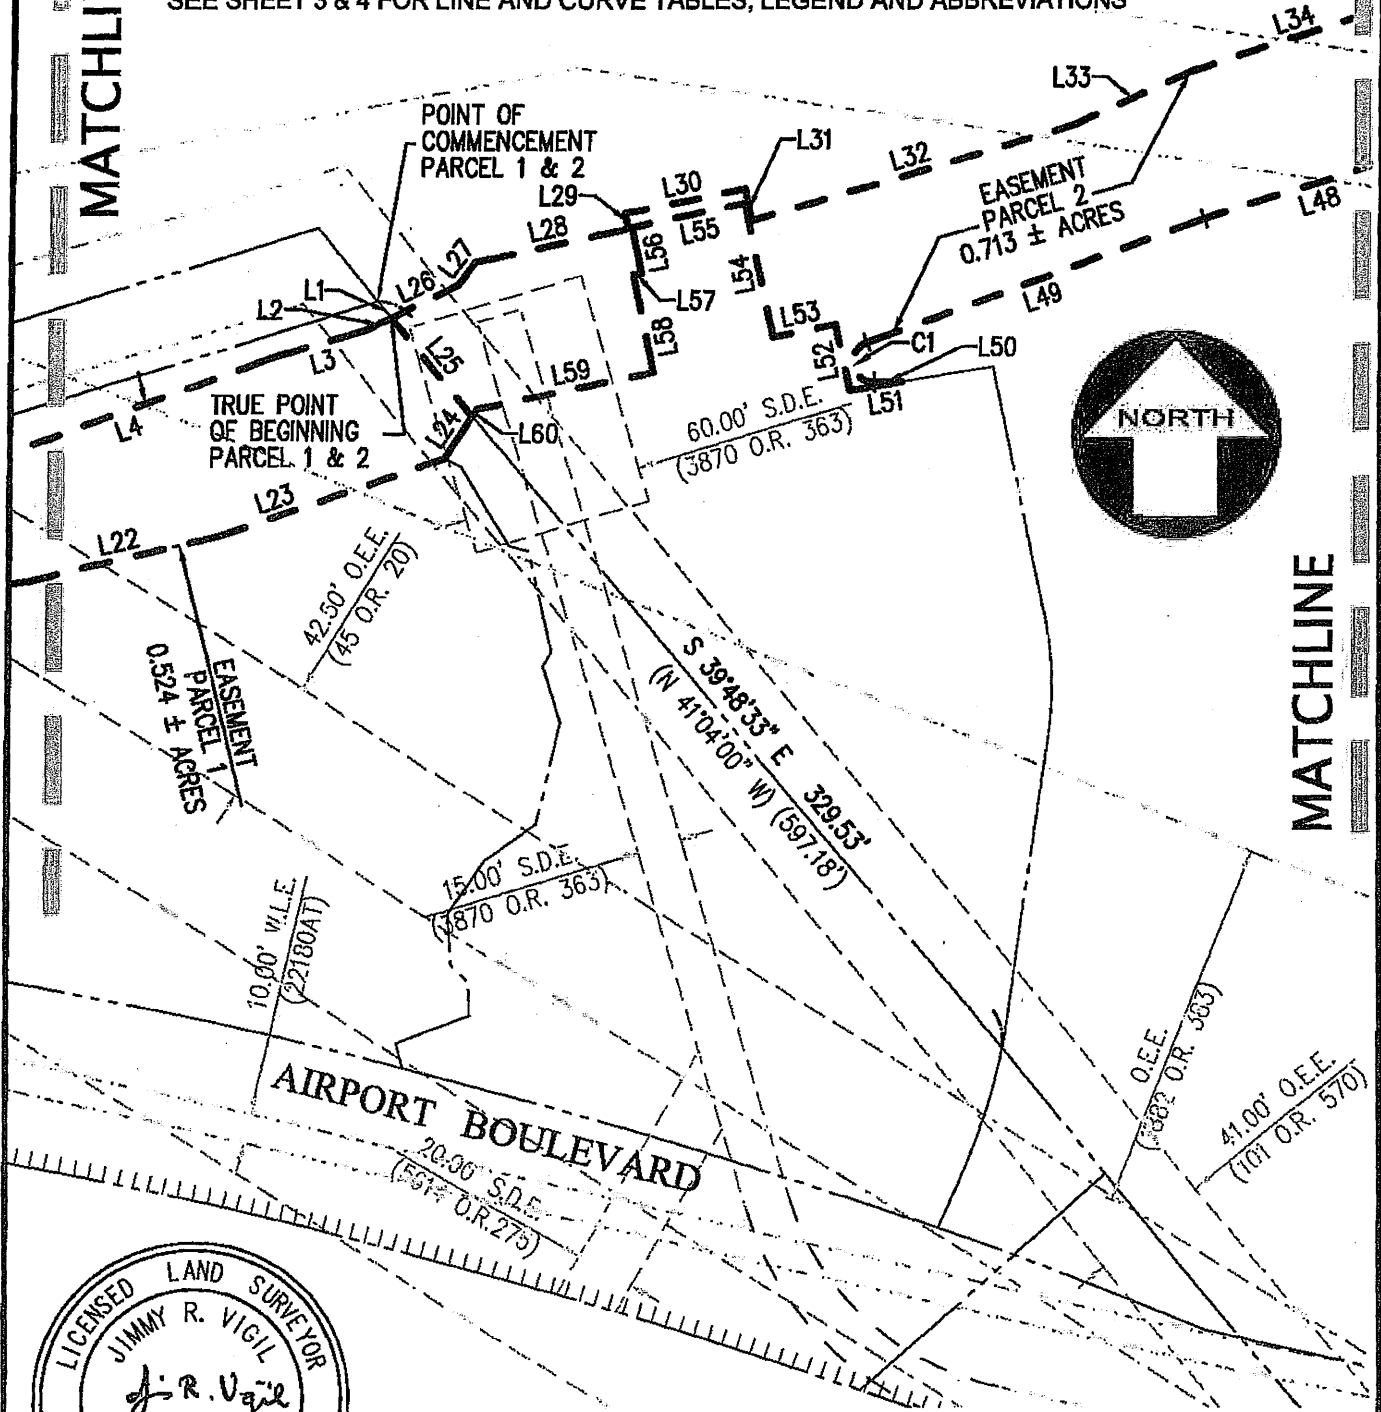 SEE SHEET 3 & 4 FOR LINE AND CURVE TABLES, LEGEND AND ABBREVIATIONS
L34
L33
POINT OF
COMMENCEMENT
PARCEL 1 & 2
L31
L32
L29
L30
EASEMENT
PARCEL 2
0.713 ± ACRES
L28
L55
L56
L48
L27
L54
L26
L1
L57
L49
L2
L53
L58
L3
L52
C1
L50
L25
L59
L51
L4
TRUE POINT
OF BEGINNING
PARCEL 1 & 2
L24
L60
60.00' S.D.E.
(3870 O.R. 363)
NORTH
L23
L22
42.50' O.E.E.
(45 O.R. 20)
EASEMENT
PARCEL 1
0.524 ± ACRES
S 39°48'33" E 329.53'
(N 41°04'00" W) (597.18')
MATCHLINE
15.00' S.D.E.
(3870 O.R. 363)
10.00' W.L.E.
(22180AT)
O.E.E.
O.R. 363)
41.00' O.E.E.
(101 O.R. 570)
AIRPORT BOULEVARD
20.00' S.D.E.
O.R.275)
LICENSED LAND SURVEYOR
JIMMY R. VIGIL
J. R. Vigil